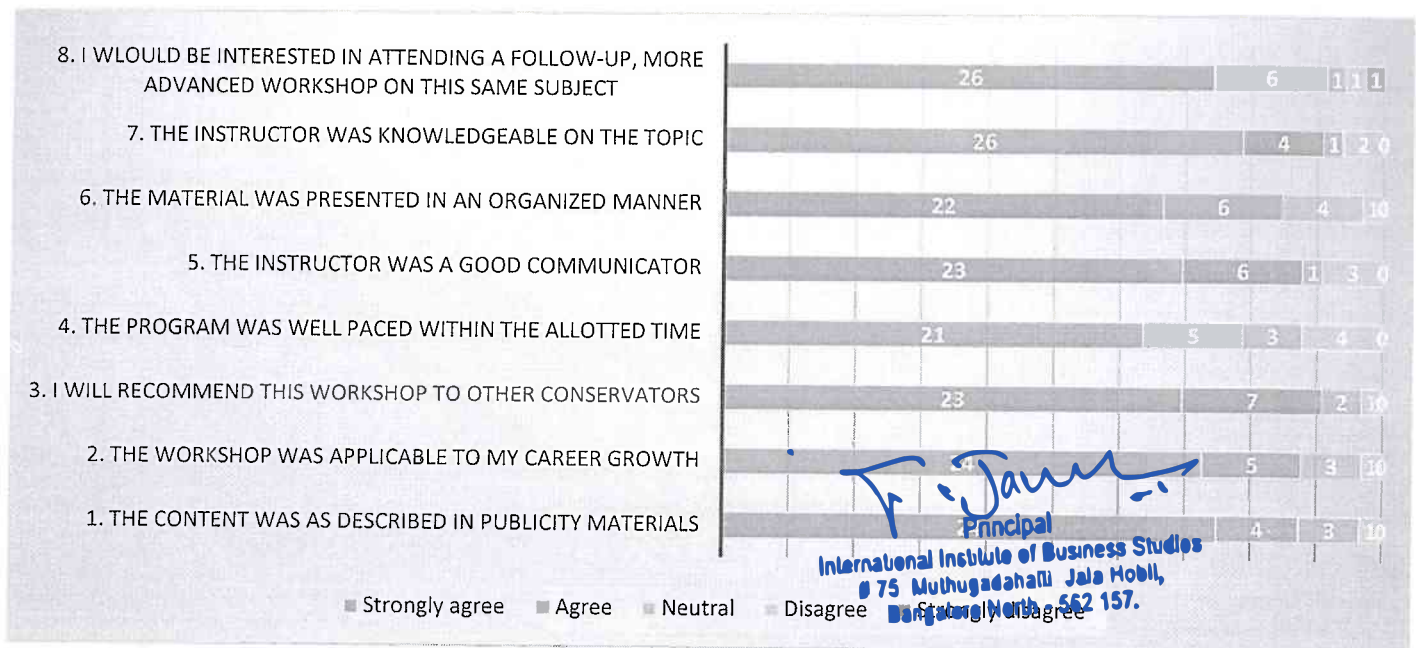 8. I WLOULD BE INTERESTED IN ATTENDING A FOLLOW-UP, MORE
ADVANCED WORKSHOP ON THIS SAME SUBJECT
26 6 1 1 1
7. THE INSTRUCTOR WAS KNOWLEDGEABLE ON THE TOPIC
26 4 1 2 0
6. THE MATERIAL WAS PRESENTED IN AN ORGANIZED MANNER
22 6 4 1 0
5. THE INSTRUCTOR WAS A GOOD COMMUNICATOR
23 6 1 3 0
4. THE PROGRAM WAS WELL PACED WITHIN THE ALLOTTED TIME
21 5 3 4 0
3. I WILL RECOMMEND THIS WORKSHOP TO OTHER CONSERVATORS
23 7 2 1 0
2. THE WORKSHOP WAS APPLICABLE TO MY CAREER GROWTH
5 3 1 0
1. THE CONTENT WAS AS DESCRIBED IN PUBLICITY MATERIALS
4 3 1 0
Principal
International Institute of Business Studies
# 75 Muthugadahalli Jala Hobli,
Bangalore North - 562 157.
Strongly agree Agree Neutral Disagree Strongly disagree